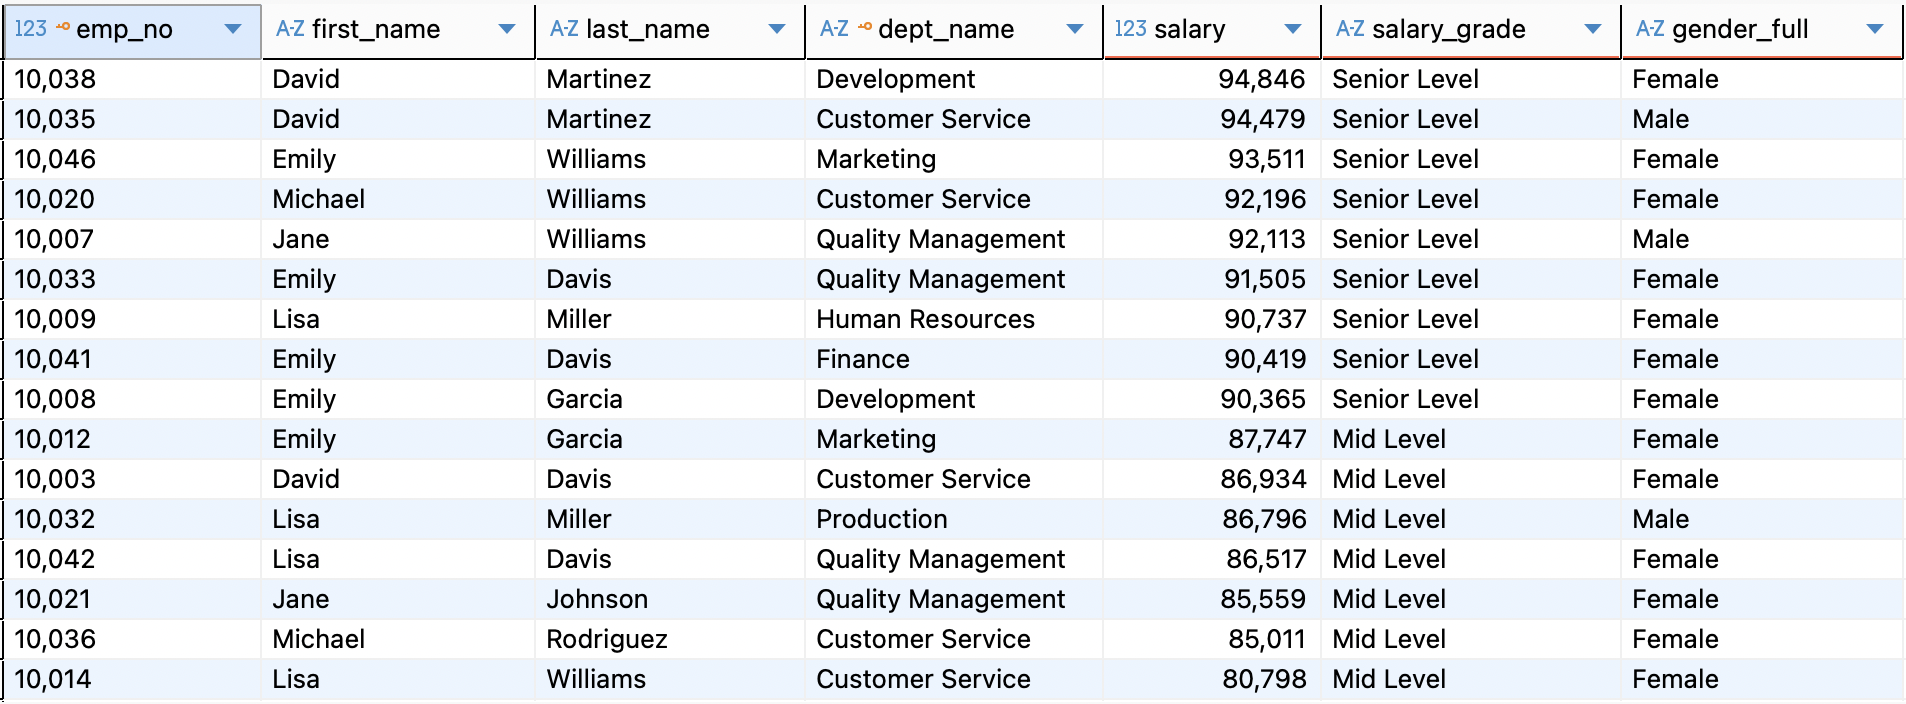 123 emp_no A-Z first_name A-Z last_name A-Z dept_name 123 salary A-Z salary_grade A-Z gender_full
10,038 David Martinez Development 94,846 Senior Level Female
10,035 David Martinez Customer Service 94,479 Senior Level Male
10,046 Emily Williams Marketing 93,511 Senior Level Female
10,020 Michael Williams Customer Service 92,196 Senior Level Female
10,007 Jane Williams Quality Management 92,113 Senior Level Male
10,033 Emily Davis Quality Management 91,505 Senior Level Female
10,009 Lisa Miller Human Resources 90,737 Senior Level Female
10,041 Emily Davis Finance 90,419 Senior Level Female
10,008 Emily Garcia Development 90,365 Senior Level Female
10,012 Emily Garcia Marketing 87,747 Mid Level Female
10,003 David Davis Customer Service 86,934 Mid Level Female
10,032 Lisa Miller Production 86,796 Mid Level Male
10,042 Lisa Davis Quality Management 86,517 Mid Level Female
10,021 Jane Johnson Quality Management 85,559 Mid Level Female
10,036 Michael Rodriguez Customer Service 85,011 Mid Level Female
10,014 Lisa Williams Customer Service 80,798 Mid Level Female